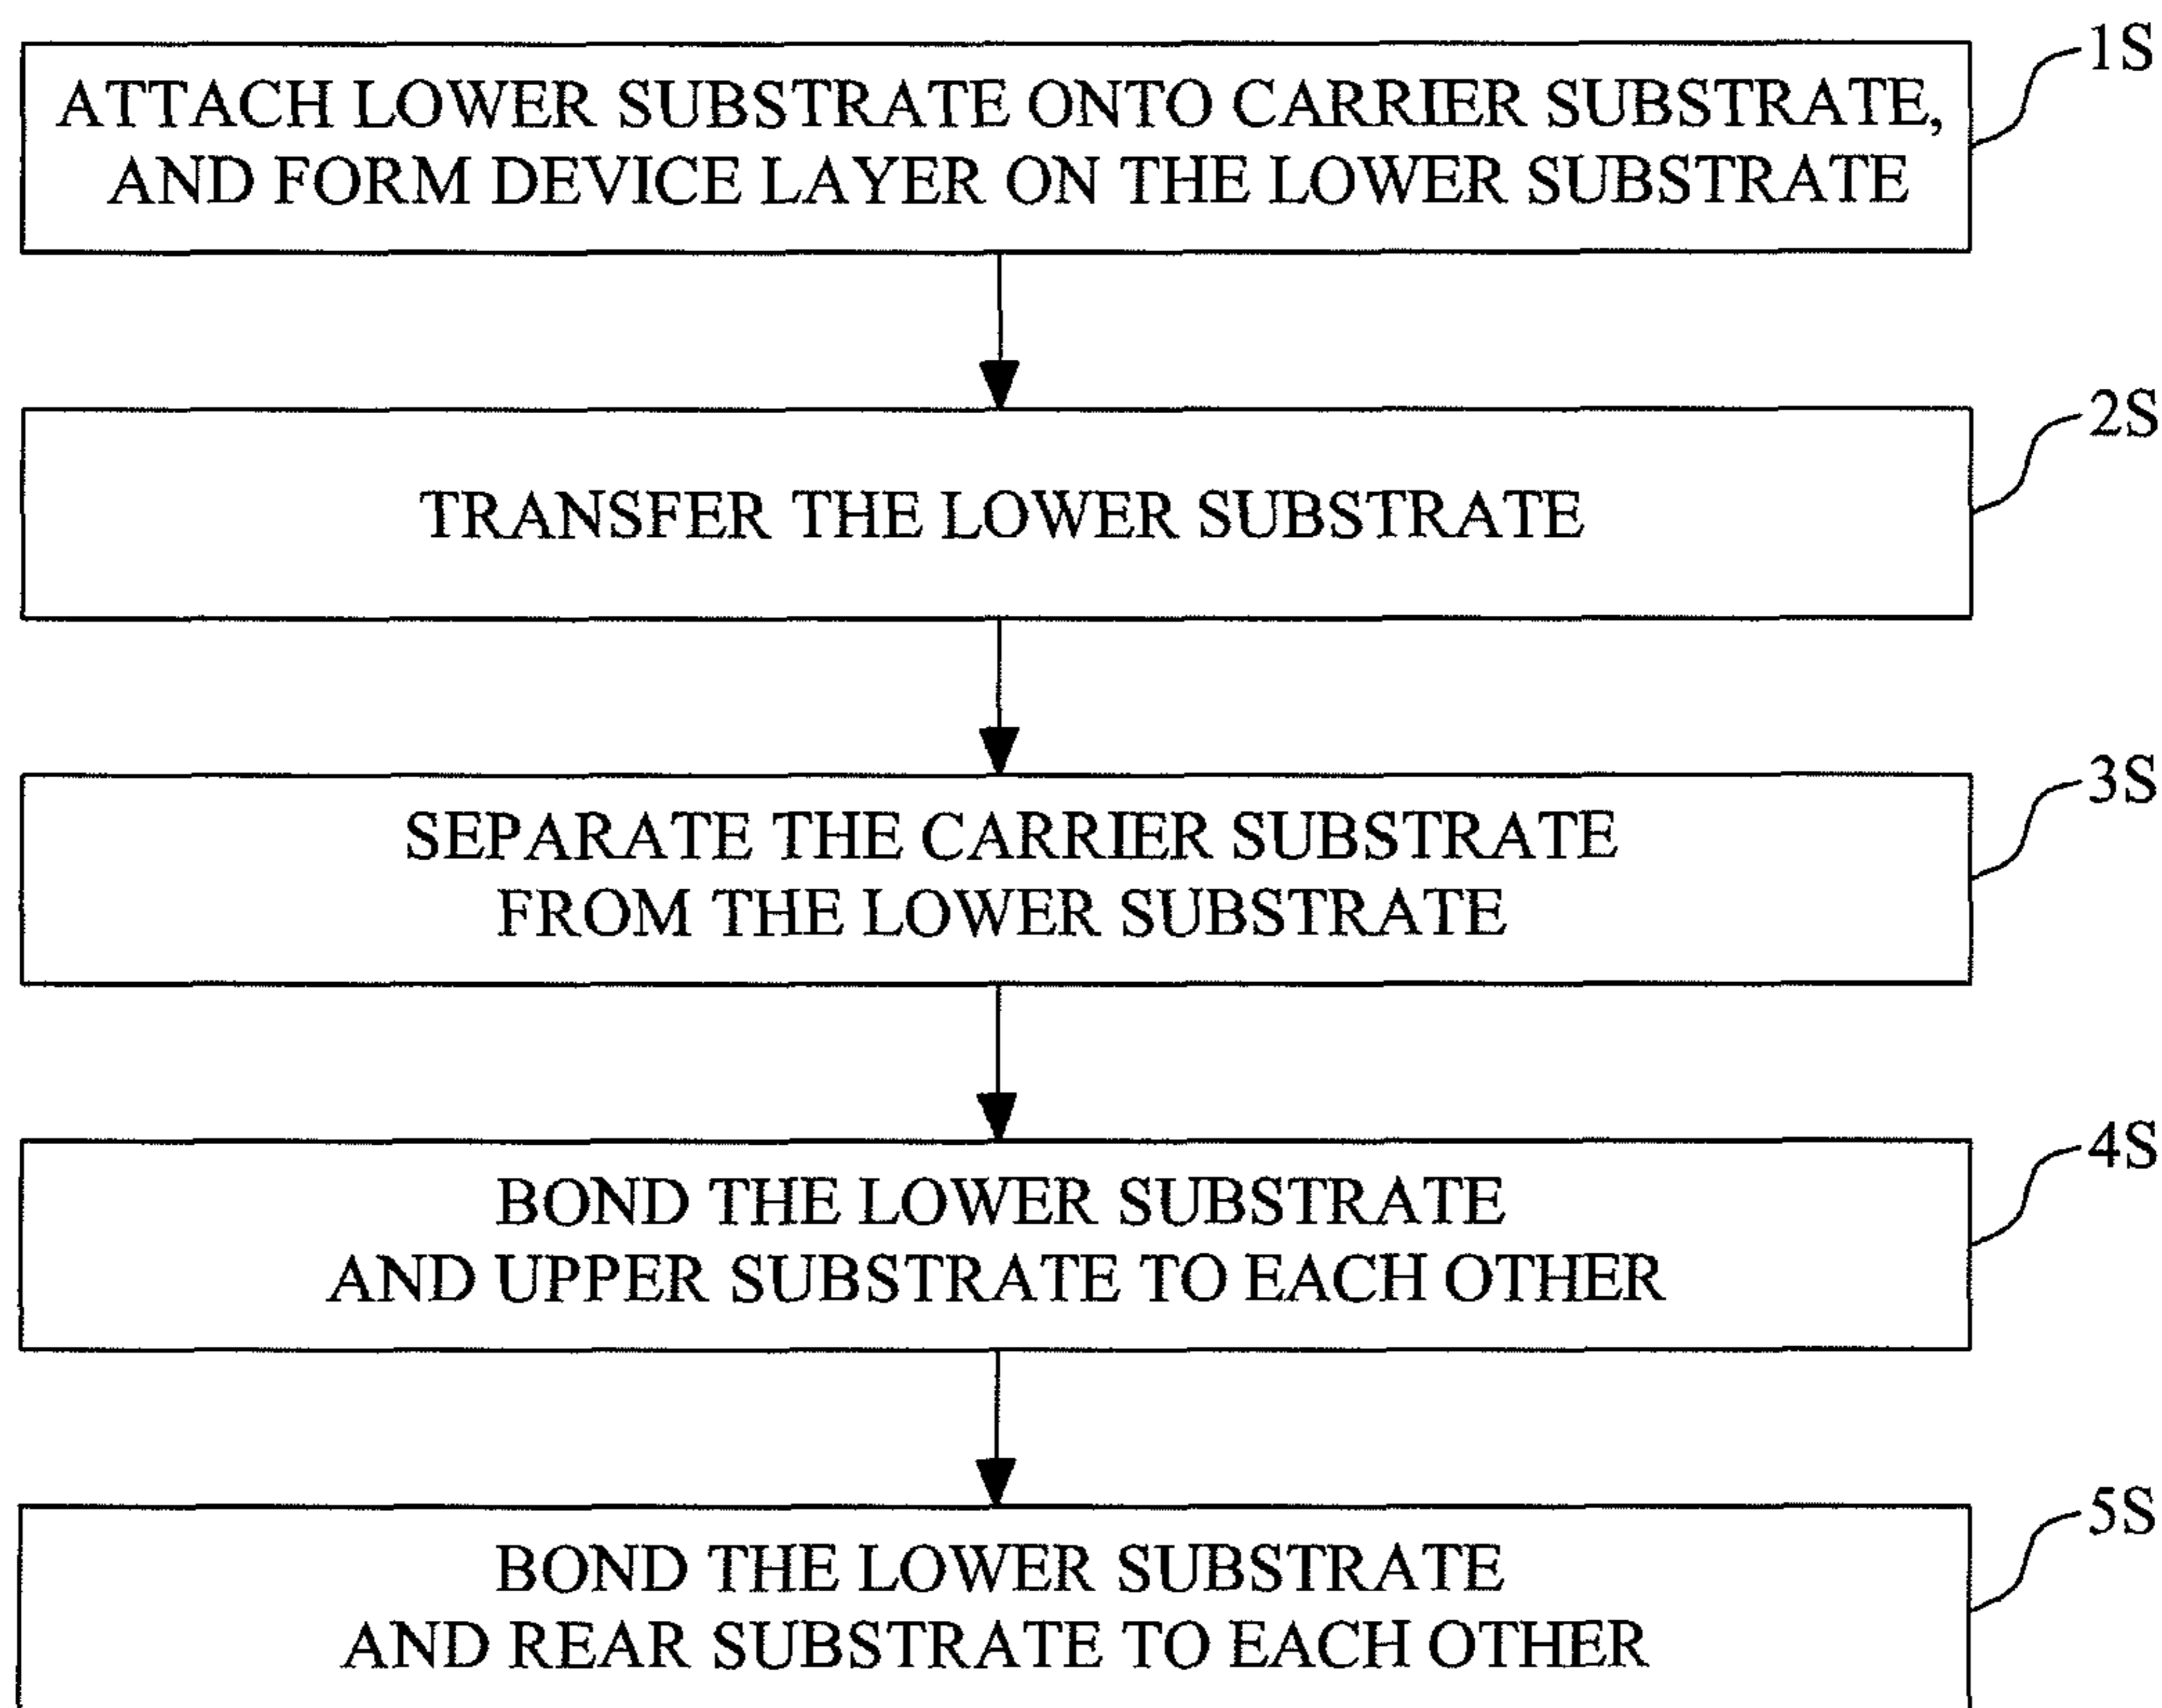 1S
ATTACH LOWER SUBSTRATE ONTO CARRIER SUBSTRATE,
AND FORM DEVICE LAYER ON THE LOWER SUBSTRATE
2S
TRANSFER THE LOWER SUBSTRATE
3S
SEPARATE THE CARRIER SUBSTRATE
FROM THE LOWER SUBSTRATE
4S
BOND THE LOWER SUBSTRATE
AND UPPER SUBSTRATE TO EACH OTHER
5S
BOND THE LOWER SUBSTRATE
AND REAR SUBSTRATE TO EACH OTHER